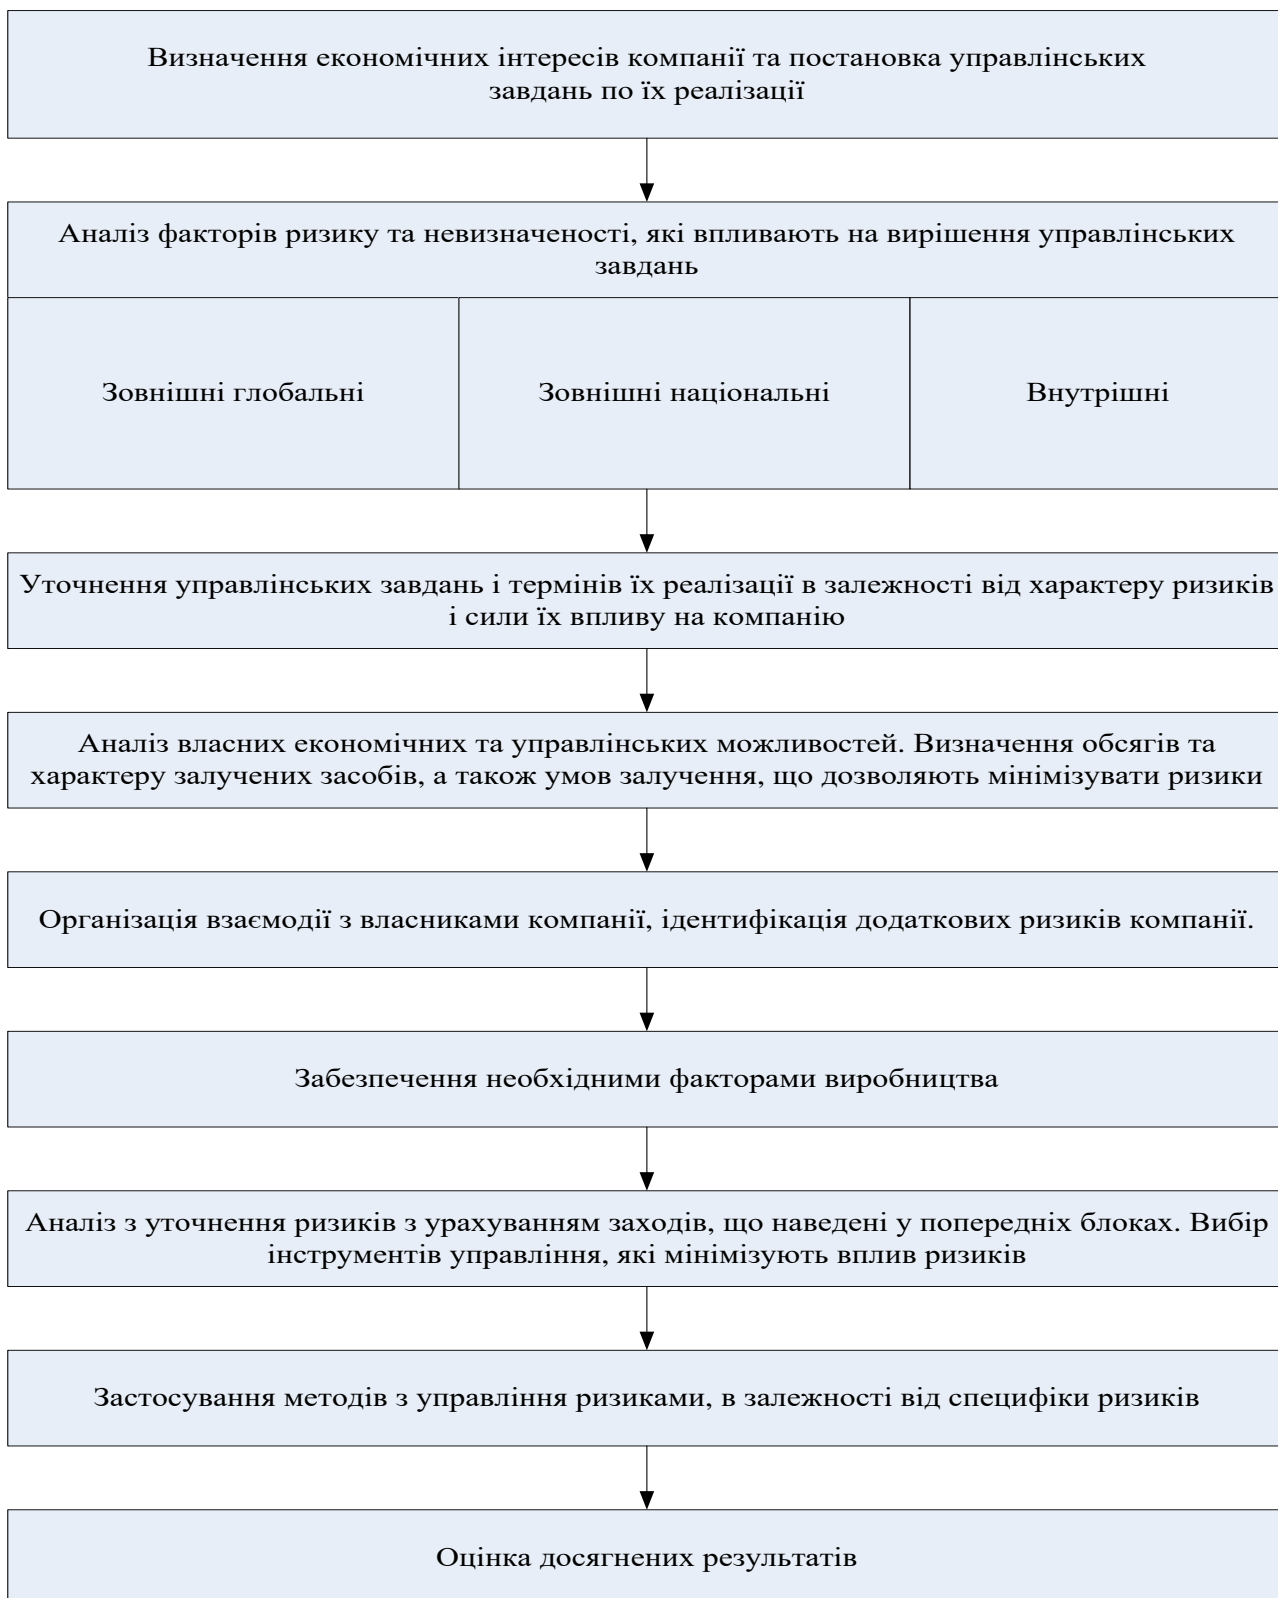 Визначення економічних інтересів компанії та постановка управлінських
завдань по їх реалізації
Аналіз факторів ризику та невизначеності, які впливають на вирішення управлінських
завдань
Зовнішні глобальні
Зовнішні національні
Внутрішні
Уточнення управлінських завдань і термінів їх реалізації в залежності від характеру ризиків
і сили їх впливу на компанію
Аналіз власних економічних та управлінських можливостей. Визначення обсягів та
характеру залучених засобів, а також умов залучення, що дозволяють мінімізувати ризики
Організація взаємодії з власниками компанії, ідентифікація додаткових ризиків компанії.
Забезпечення необхідними факторами виробництва
Аналіз з уточнення ризиків з урахуванням заходів, що наведені у попередніх блоках. Вибір
інструментів управління, які мінімізують вплив ризиків
Застосування методів з управління ризиками, в залежності від специфіки ризиків
Оцінка досягнених результатів